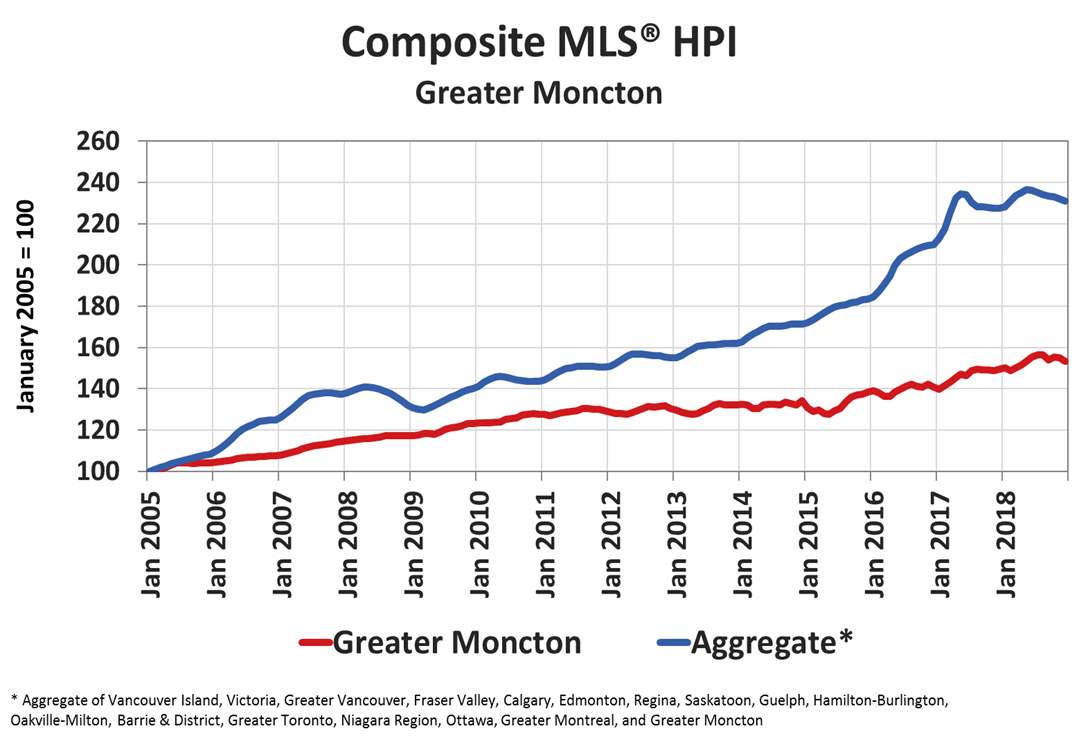 Composite MLS® HPI
Greater Moncton
January 2005 = 100
260
240
220
200
180
160
140
120
100
Jan 2005
Jan 2006
Jan 2007
Jan 2008
Jan 2009
Jan 2010
Jan 2011
Jan 2012
Jan 2013
Jan 2014
Jan 2015
Jan 2016
Jan 2017
Jan 2018
Greater Moncton
Aggregate*
* Aggregate of Vancouver Island, Victoria, Greater Vancouver, Fraser Valley, Calgary, Edmonton, Regina, Saskatoon, Guelph, Hamilton-Burlington,
Oakville-Milton, Barrie & District, Greater Toronto, Niagara Region, Ottawa, Greater Montreal, and Greater Moncton